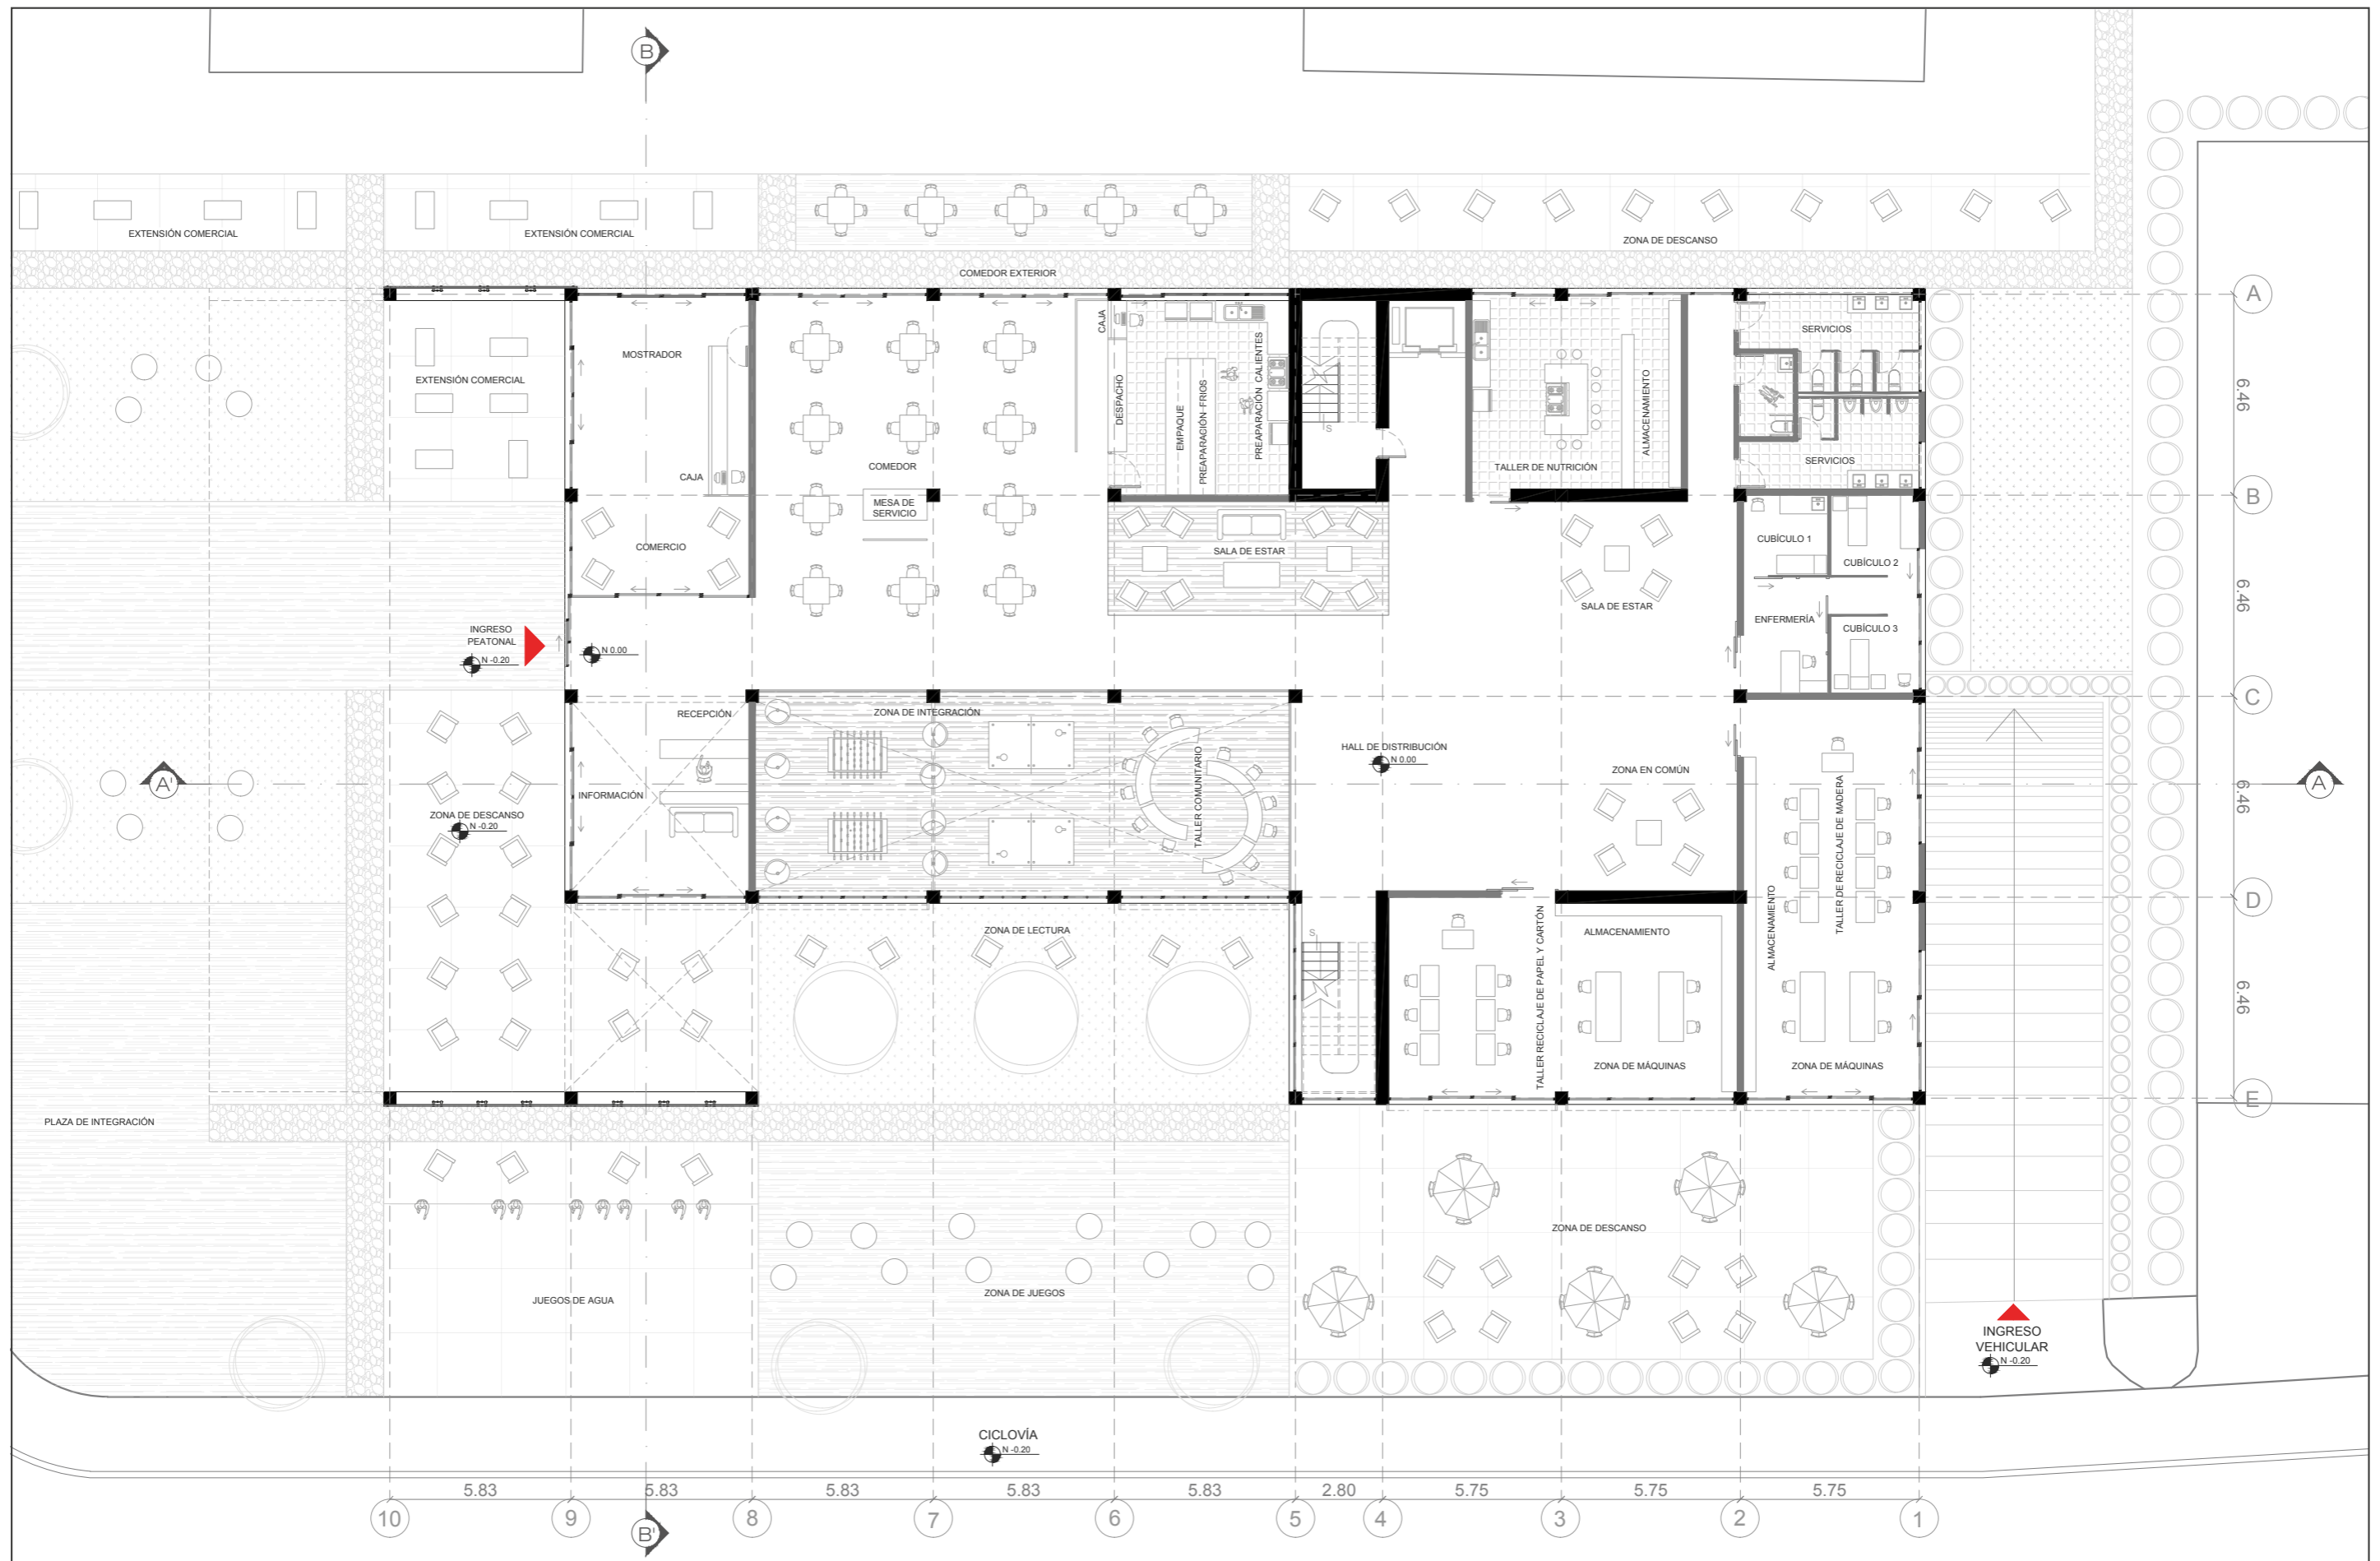 B
EXTENSIÓN COMERCIAL
EXTENSIÓN COMERCIAL
ZONA DE DESCANSO
COMEDOR EXTERIOR
A
MOSTRADOR
EXTENSIÓN COMERCIAL
CAJA
COMEDOR
MESA DE
SERVICIO
CAJA
DESPACHO
EMPAQUE
PREAPARACIÓN FRIOS
PREAPARACIÓN CALIENTES
S
TALLER DE NUTRICIÓN
ALMACENAMIENTO
SERVICIOS
SERVICIOS
6.46
B
COMERCIO
SALA DE ESTAR
SALA DE ESTAR
CUBÍCULO 1
CUBÍCULO 2
ENFERMERÍA
CUBÍCULO 3
6.46
INGRESO
PEATONAL
N -0.20
N 0.00
C
RECEPCIÓN
ZONA DE INTEGRACIÓN
INFORMACIÓN
TALLER COMUNITARIO
HALL DE DISTRIBUCIÓN
N 0.00
ZONA EN COMÚN
A'
A
6.46
ZONA DE DESCANSO
N -0.20
ALMACENAMIENTO
TALLER DE RECICLAJE DE MADERA
D
ZONA DE LECTURA
S
TALLER RECICLAJE DE PAPEL Y CARTÓN
ALMACENAMIENTO
ZONA DE MÁQUINAS
ZONA DE MÁQUINAS
6.46
E
PLAZA DE INTEGRACIÓN
JUEGOS DE AGUA
ZONA DE JUEGOS
ZONA DE DESCANSO
INGRESO
VEHICULAR
N -0.20
CICLOVÍA
N -0.20
5.83 5.83 5.83 5.83 5.83 2.80 5.75 5.75 5.75
10 9 B' 8 7 6 5 4 3 2 1